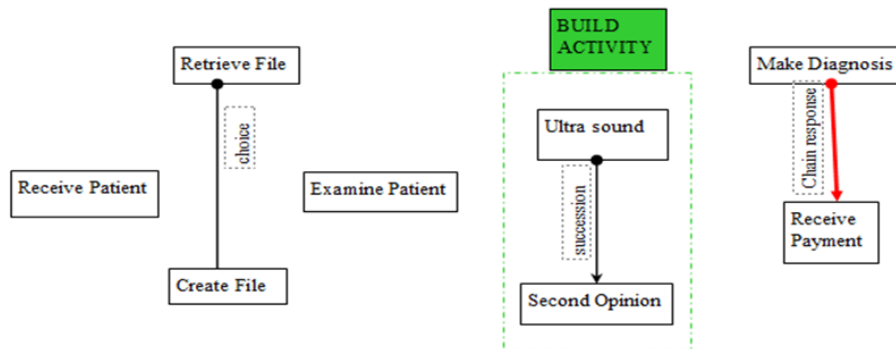 Retrieve File
choice
Receive Patient
Create File
Examine Patient
BUILD
ACTIVITY
Ultra sound
succession
Second Opinion
Make Diagnosis
Chain response
Receive
Payment